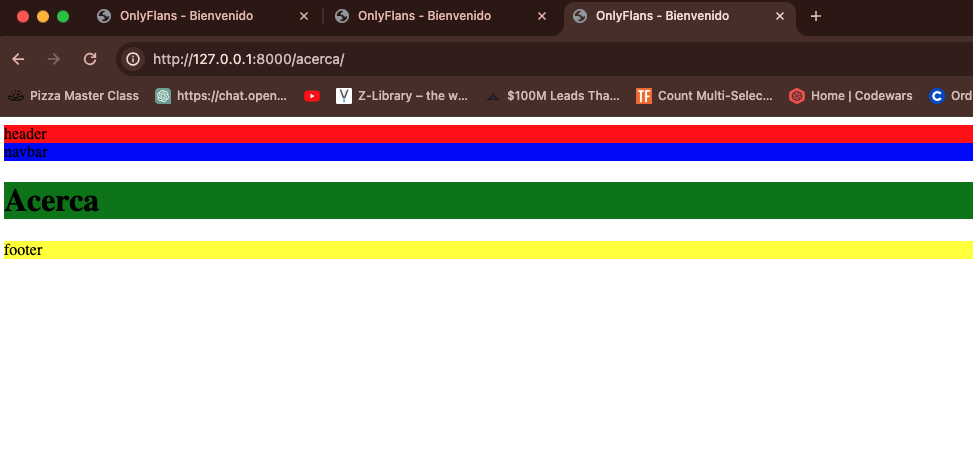 OnlyFlans - Bienvenido OnlyFlans - Bienvenido OnlyFlans - Bienvenido
http://127.0.0.1:8000/acerca/
Pizza Master Class https://chat.open... Z-Library – the w... $100M Leads Tha... TF Count Multi-Selec... Home | Codewars C Ord
header
navbar
Acerca
footer